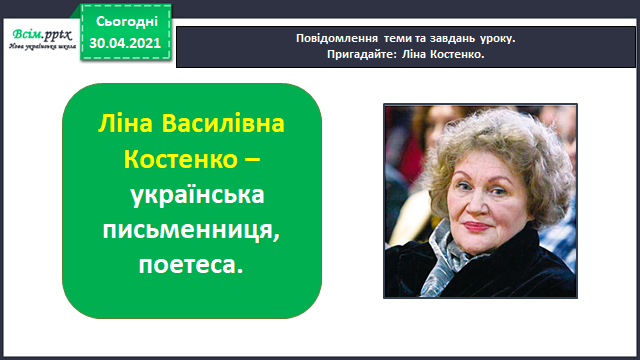 Всім.pptx
Нова українська школа
Сьогодні
30.04.2021
Повідомлення теми та завдань уроку.
Пригадайте: Ліна Костенко.
Ліна Василівна
Костенко –
українська
письменниця,
поетеса.